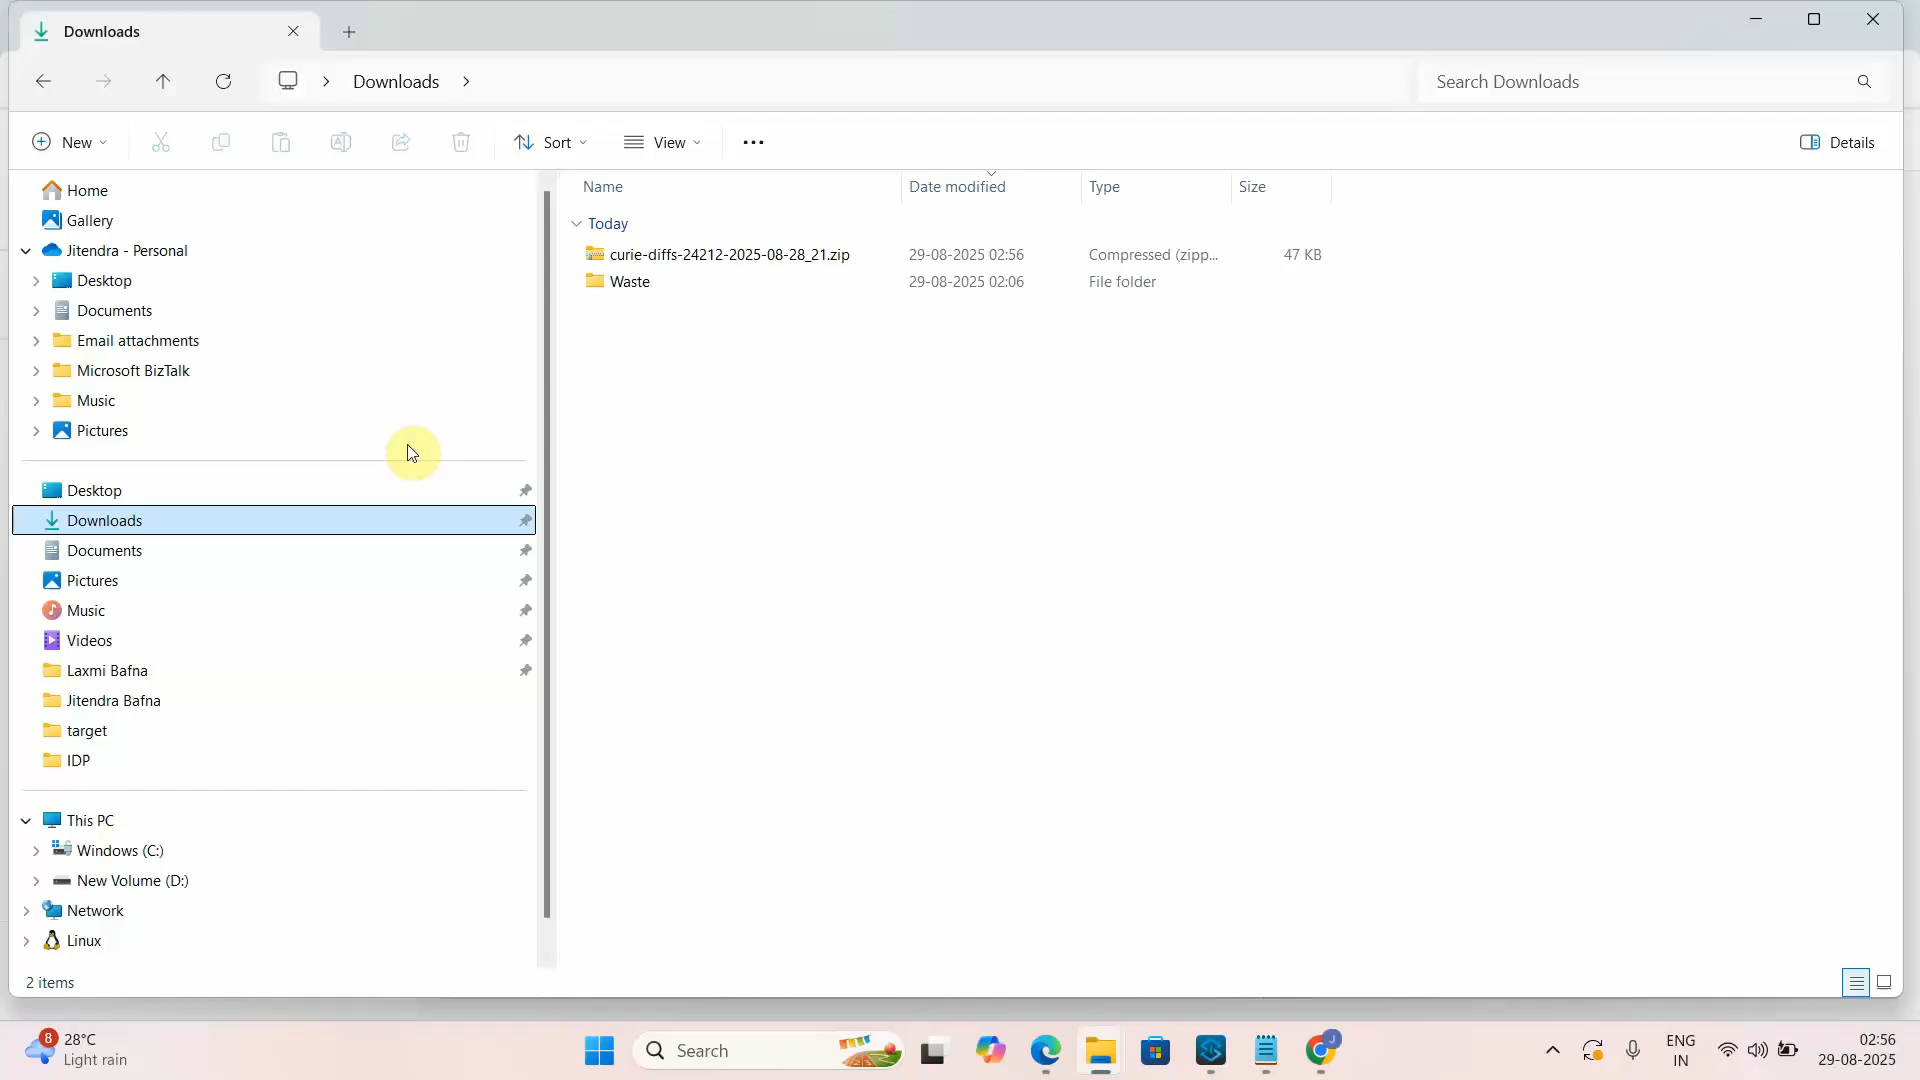 Downloads
Downloads
Search Downloads
New
Sort
View
Details
Home
Gallery
Jitendra - Personal
Desktop
Documents
Email attachments
Microsoft BizTalk
Music
Pictures
Desktop
Downloads
Documents
Pictures
Music
Videos
Laxmi Bafna
Jitendra Bafna
target
IDP
This PC
Windows (C:)
New Volume (D:)
Network
Linux
Name Date modified Type Size
Today
curie-diffs-24212-2025-08-28_21.zip 29-08-2025 02:56 Compressed (zipp... 47 KB
Waste 29-08-2025 02:06 File folder
2 items
8
28°C
Light rain
Search
J
ENG
IN
02:56
29-08-2025